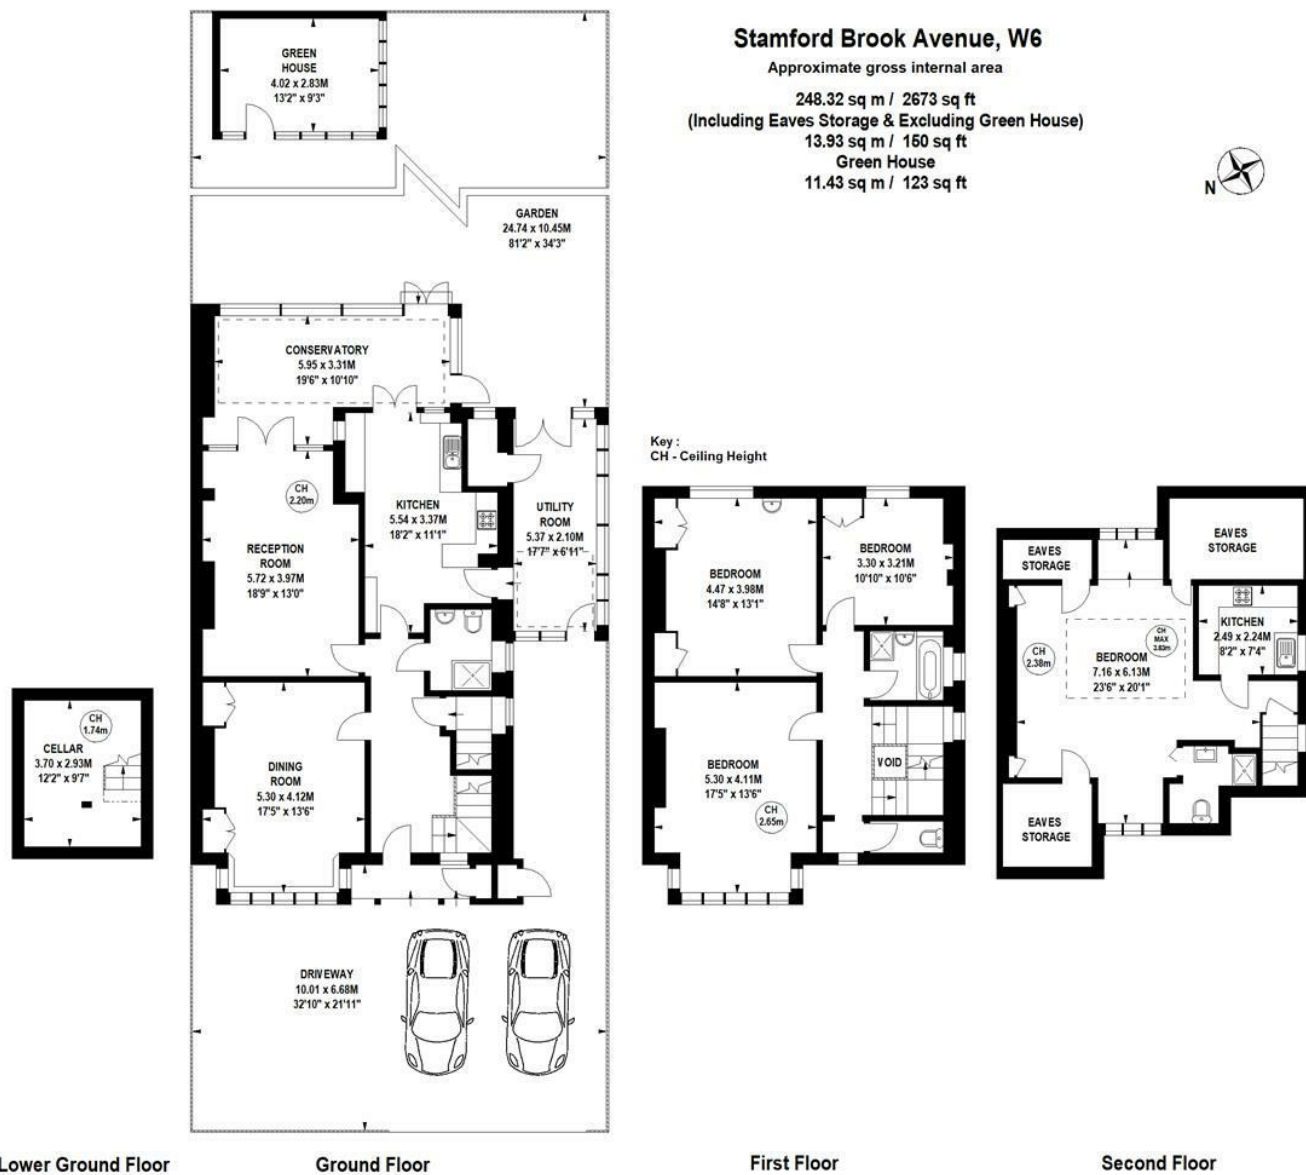 Stamford Brook Avenue, W6
Approximate gross internal area
248.32 sq m / 2673 sq ft
(Including Eaves Storage & Excluding Green House)
13.93 sq m / 150 sq ft
Green House
11.43 sq m / 123 sq ft
N
GREEN
HOUSE
4.02 x 2.83M
13'2" x 9'3"
GARDEN
24.74 x 10.45M
81'2" x 34'3"
CONSERVATORY
5.95 x 3.31M
19'6" x 10'10"
CH
2.20m
KITCHEN
5.54 x 3.37M
18'2" x 11'1"
UTILITY
ROOM
5.37 x 2.10M
17'7" x 6'11"
RECEPTION
ROOM
5.72 x 3.97M
18'9" x 13'0"
DINING
ROOM
5.30 x 4.12M
17'5" x 13'6"
DRIVEWAY
10.01 x 6.68M
32'10" x 21'11"
CH
1.74m
CELLAR
3.70 x 2.93M
12'2" x 9'7"
Key :
CH - Ceiling Height
BEDROOM
4.47 x 3.98M
14'8" x 13'1"
BEDROOM
3.30 x 3.21M
10'10" x 10'6"
BEDROOM
5.30 x 4.11M
17'5" x 13'6"
CH
2.65m
VOID
EAVES
STORAGE
EAVES
STORAGE
KITCHEN
2.49 x 2.24M
8'2" x 7'4"
CH
2.38m
CH
MAX
3.83m
BEDROOM
7.16 x 6.13M
23'6" x 20'1"
EAVES
STORAGE
Lower Ground Floor
Ground Floor
First Floor
Second Floor